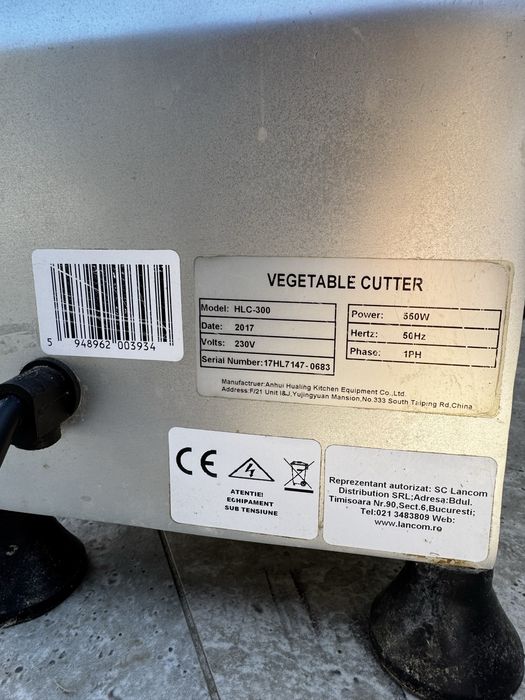 5 948962 003934
VEGETABLE CUTTER
Model: HLC-300
Date: 2017
Volts: 230V
Serial Number:17HL7147-0683
Power: 550W
Hertz: 50Hz
Phase: 1PH
Manufactruer:Anhui Hualing Kitchen Equipment Co.,Ltd.
Address:F/21 Unit I&J,Yujingyuan Mansion,No.333 South Taiping Rd,China
CE
ATENTIE!
ECHIPAMENT
SUB TENSIUNE
Reprezentant autorizat: SC Lancom
Distribution SRL;Adresa:Bdul.
Timisoara Nr.90,Sect.6,Bucuresti;
Tel:021 3483809 Web:
www.lancom.ro